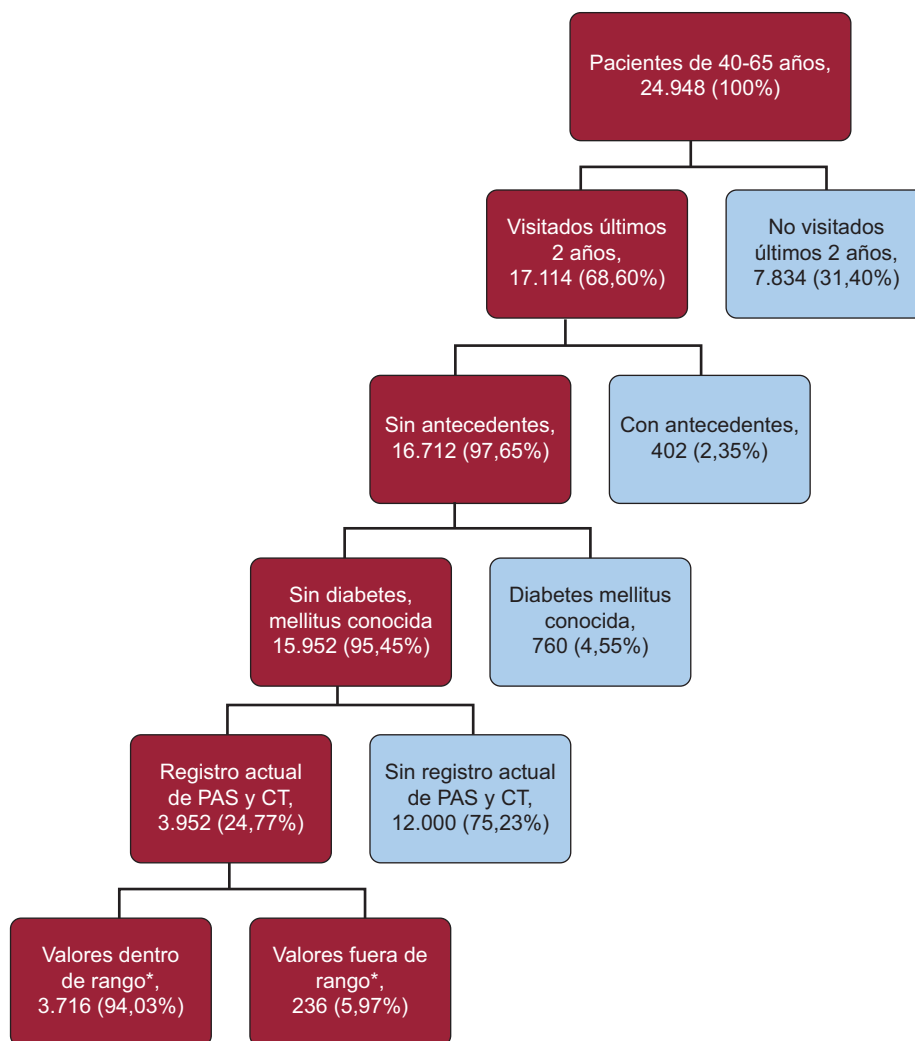 Pacientes de 40-65 años,
24.948 (100%)
Visitados últimos
2 años,
17.114 (68,60%)
No visitados
últimos 2 años,
7.834 (31,40%)
Sin antecedentes,
16.712 (97,65%)
Con antecedentes,
402 (2,35%)
Sin diabetes,
mellitus conocida
15.952 (95,45%)
Diabetes mellitus
conocida,
760 (4,55%)
Registro actual
de PAS y CT,
3.952 (24,77%)
Sin registro actual
de PAS y CT,
12.000 (75,23%)
Valores dentro
de rango*,
3.716 (94,03%)
Valores fuera de
rango*,
236 (5,97%)